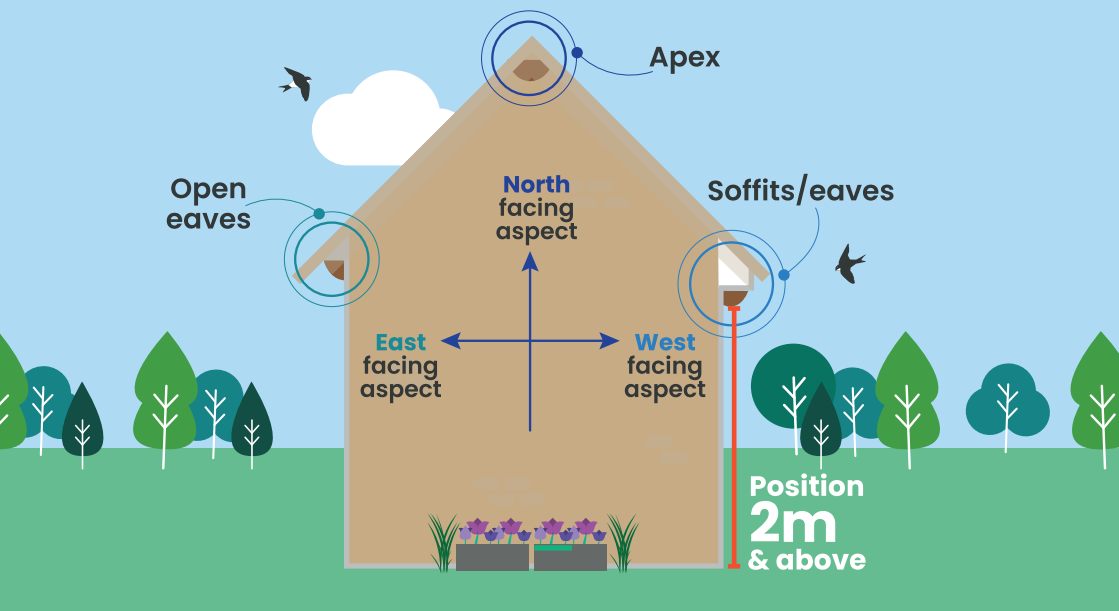 Apex
Open
eaves
Soffits/eaves
North
facing
aspect
East
facing
aspect
West
facing
aspect
Position
2m
& above